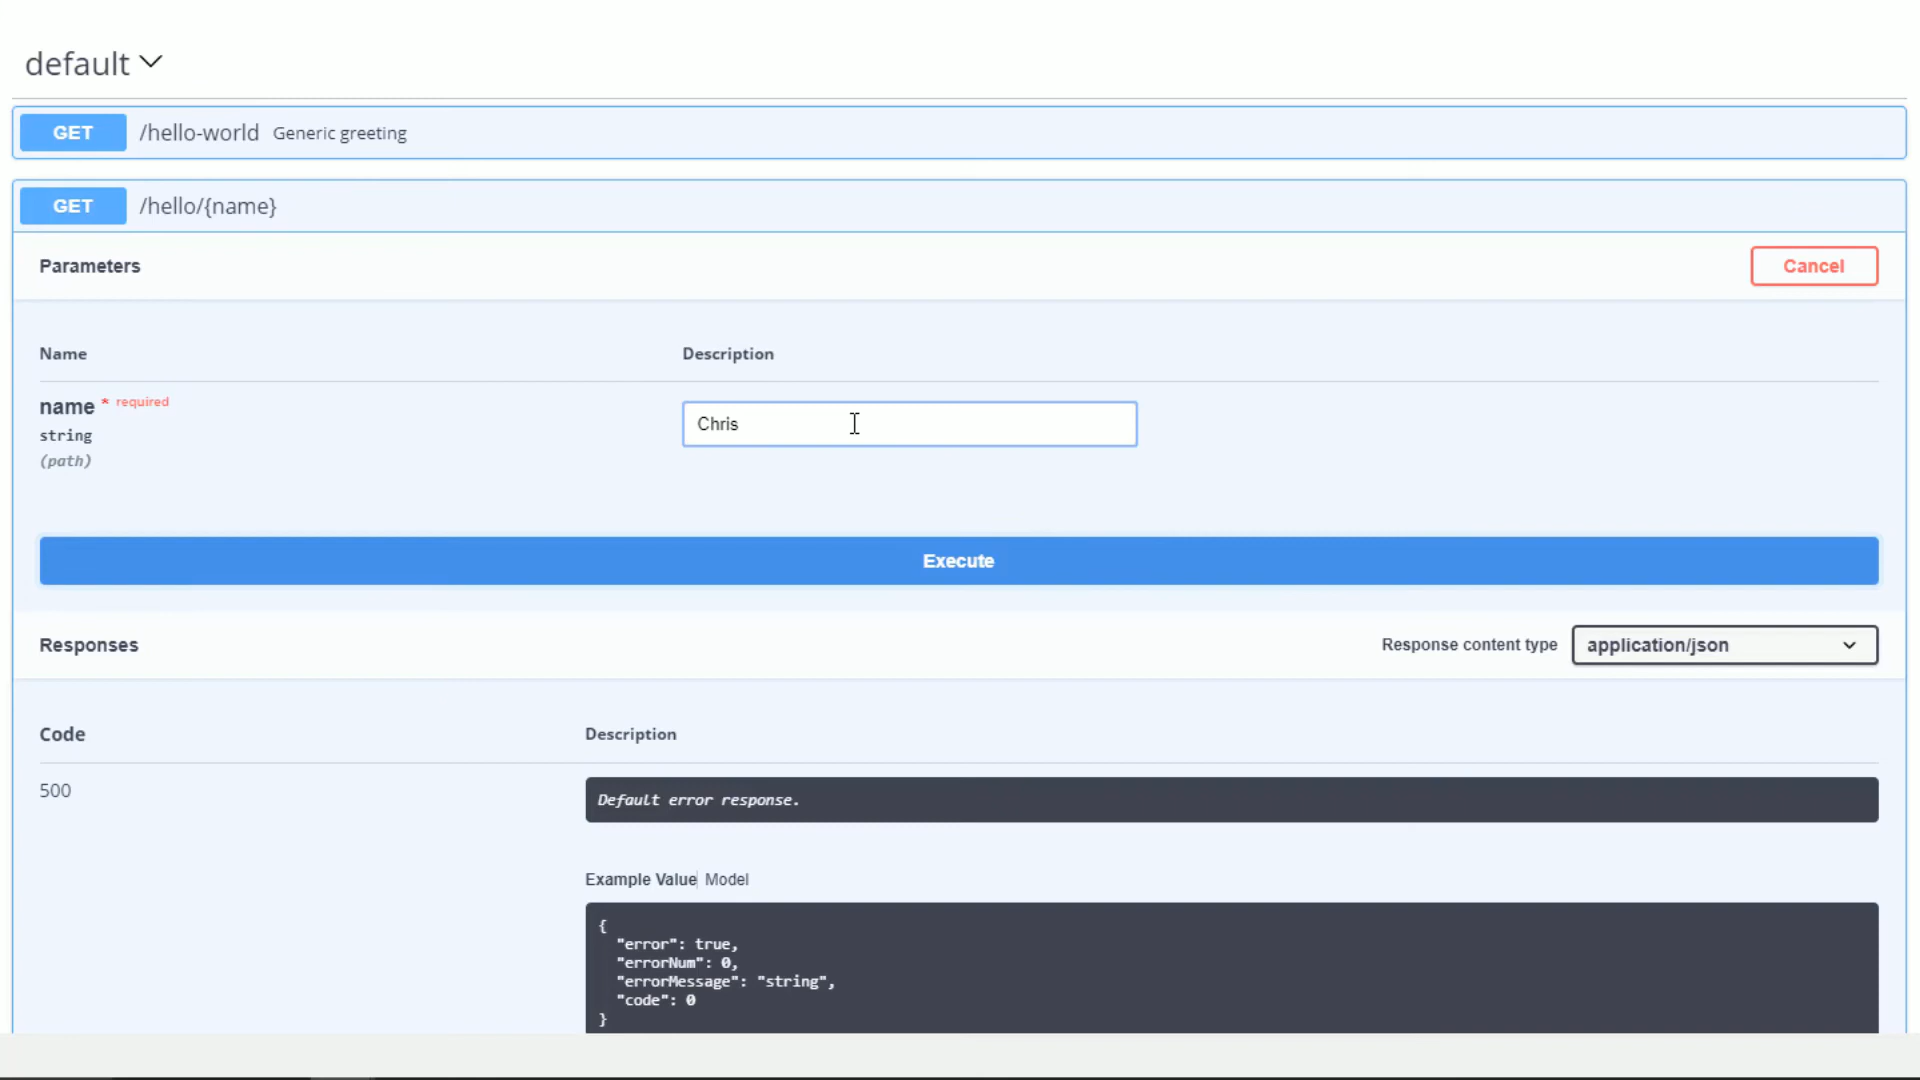 default
GET /hello-world Generic greeting
GET /hello/{name}
Parameters Cancel
Name Description
name * required
string
(path)
Chris
Execute
Responses Response content type application/json
Code Description
500 Default error response.
Example Value Model
{
"error": true,
"errorNum": 0,
"errorMessage": "string",
"code": 0
}